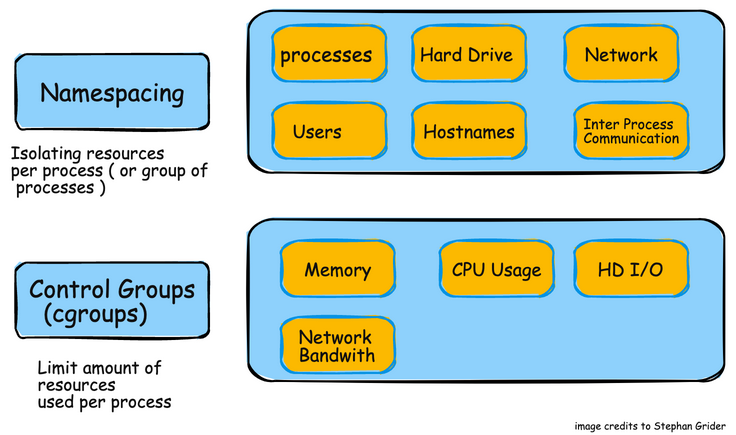 Namespacing
Isolating resources
per process ( or group of
processes )
processes
Hard Drive
Network
Users
Hostnames
Inter Process
Communication
Control Groups
(cgroups)
Limit amount of
resources
used per process
Memory
CPU Usage
HD I/O
Network
Bandwith
image credits to Stephan Grider